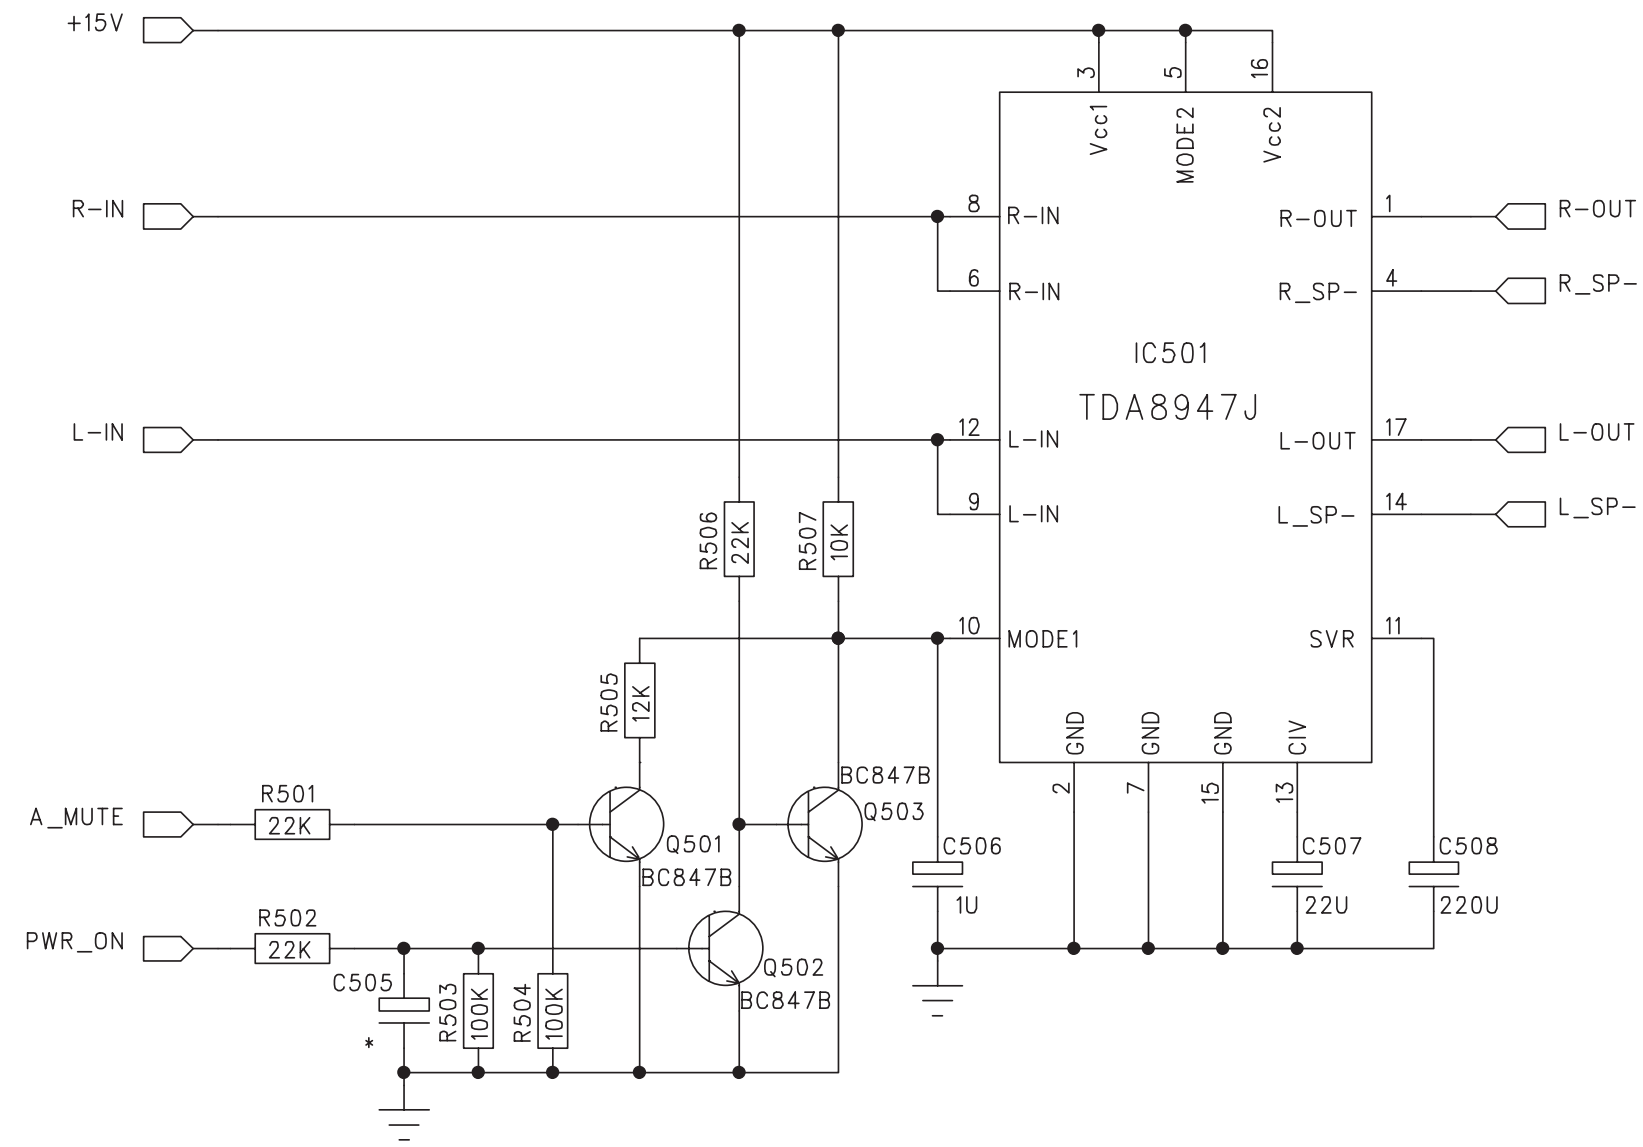 +15V
3
5
16
Vcc1
MODE2
Vcc2
R-IN
8
R-IN
R-OUT
1
R-OUT
6
R-IN
R_SP-
4
R_SP-
IC501
TDA8947J
L-IN
12
L-IN
L-OUT
17
L-OUT
9
L-IN
L_SP-
14
L_SP-
R506
22K
R507
10K
10
MODE1
SVR
11
R505
12K
GND
GND
GND
CIV
2
7
15
13
BC847B
Q503
A_MUTE
R501
22K
Q501
BC847B
C506
1U
C507
22U
C508
220U
PWR_ON
R502
22K
Q502
BC847B
C505
*
R503
100K
R504
100K